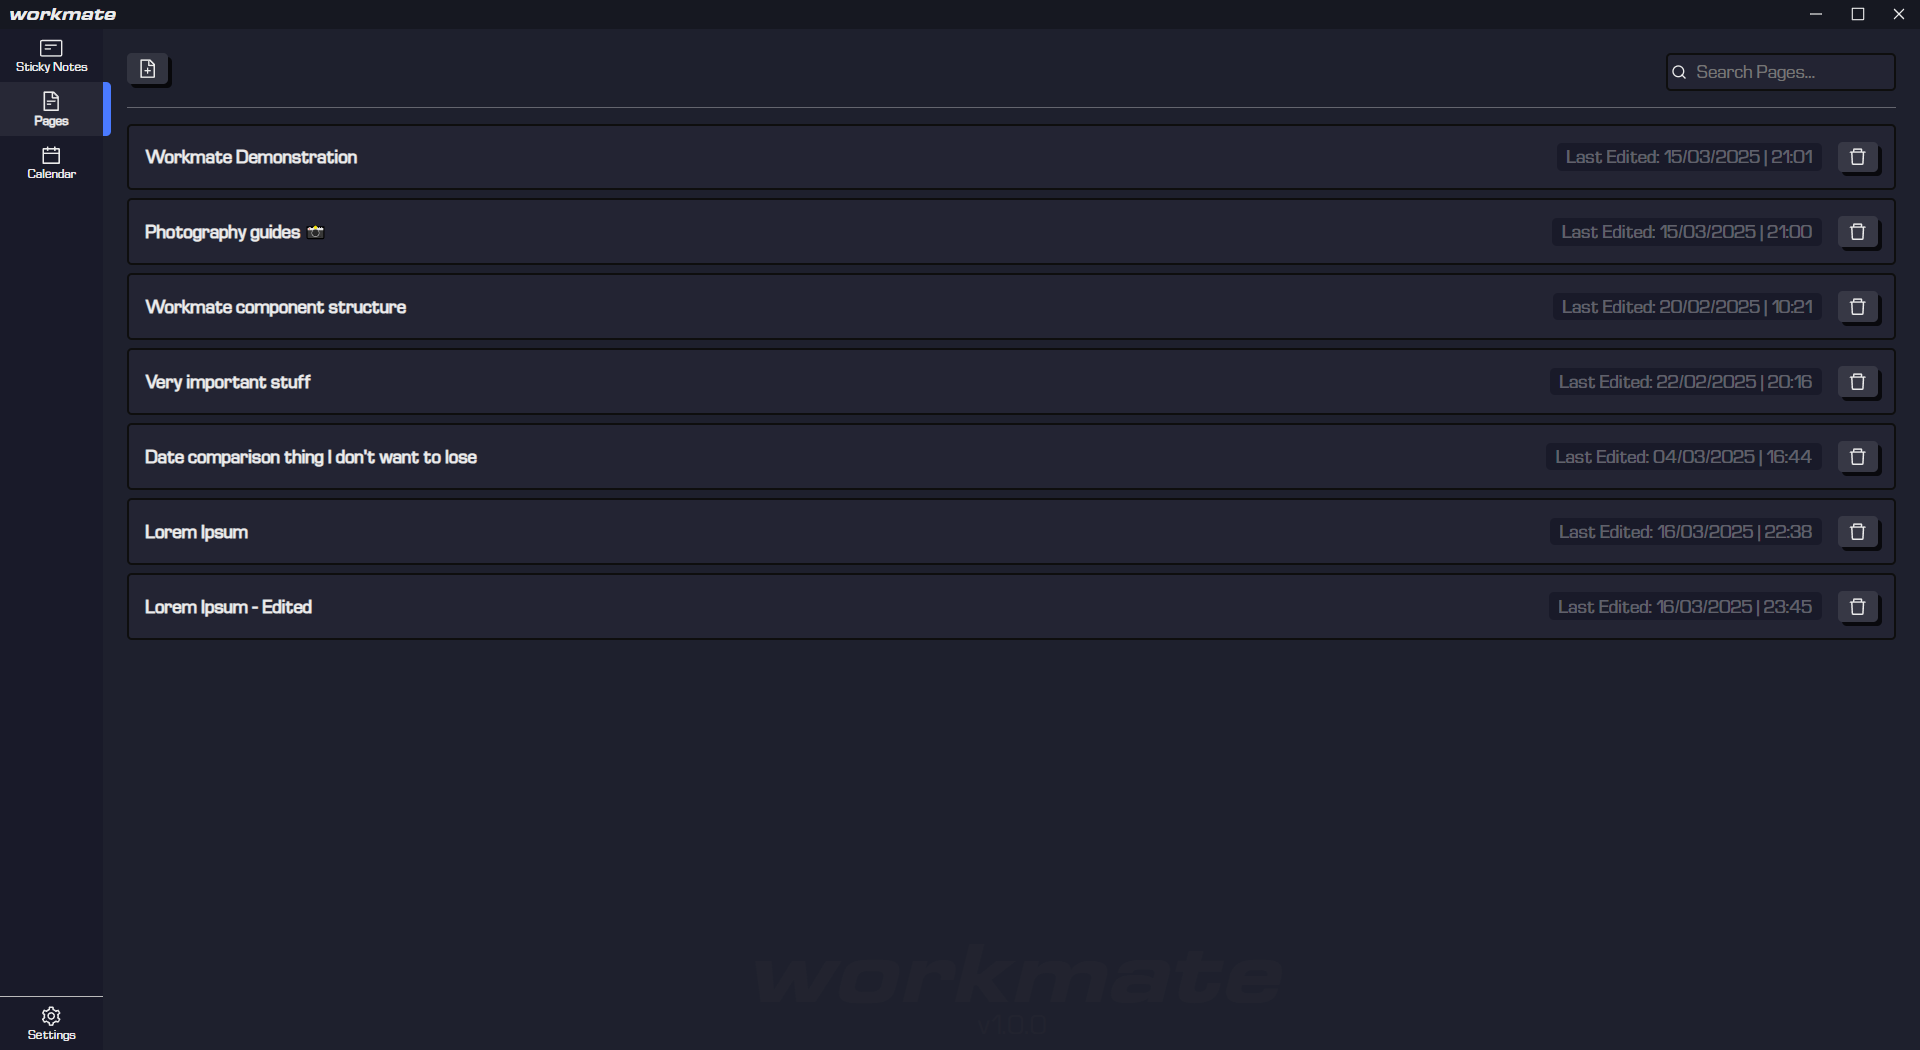 workmate
Sticky Notes
Pages
Calendar
Search Pages...
Workmate Demonstration Last Edited: 15/03/2025 | 21:01
Photography guides 📸 Last Edited: 15/03/2025 | 21:00
Workmate component structure Last Edited: 20/02/2025 | 10:21
Very important stuff Last Edited: 22/02/2025 | 20:16
Date comparison thing I don't want to lose Last Edited: 04/03/2025 | 16:44
Lorem Ipsum Last Edited: 16/03/2025 | 22:38
Lorem Ipsum - Edited Last Edited: 16/03/2025 | 23:45
workmate
Settings